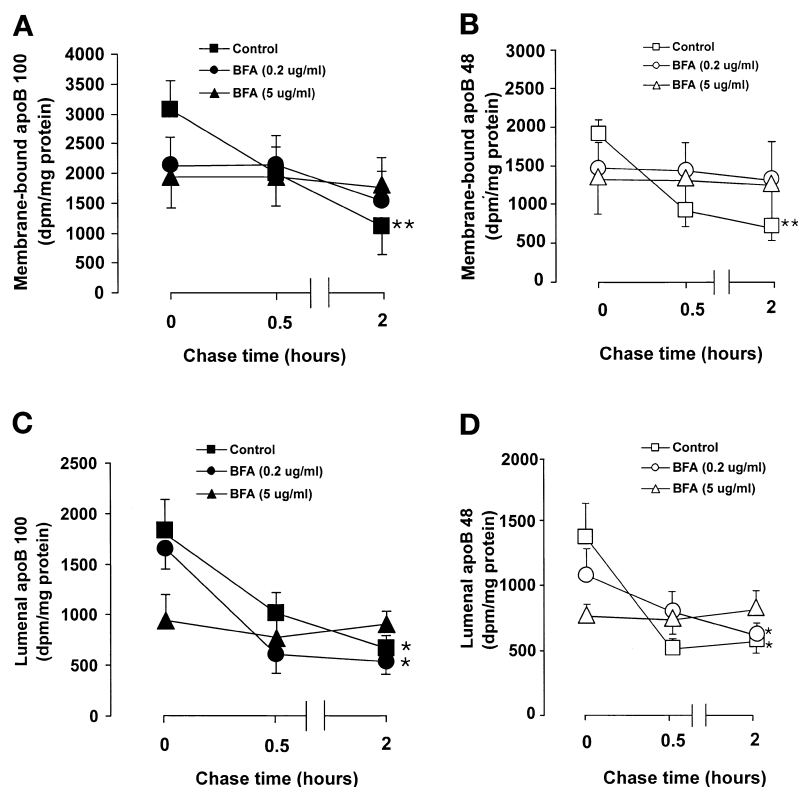 A
Control
BFA (0.2 ug/ml)
BFA (5 ug/ml)
Membrane-bound apoB 100
(dpm/mg protein)
4000
3500
3000
2500
2000
1500
1000
500
0
**
0
0.5
2
Chase time (hours)
B
Control
BFA (0.2 ug/ml)
BFA (5 ug/ml)
Membrane-bound apoB 48
(dpm/mg protein)
3000
2000
1500
1000
500
0
**
0
0.5
2
Chase time (hours)
C
Control
BFA (0.2 ug/ml)
BFA (5 ug/ml)
Lumenal apoB 100
(dpm/mg protein)
2500
2000
1500
1000
500
0
*
*
0
0.5
2
Chase time (hours)
D
Control
BFA (0.2 ug/ml)
BFA (5 ug/ml)
Lumenal apoB 48
(dpm/mg protein)
2000
1500
1000
500
0
*
*
0
0.5
2
Chase time (hours)